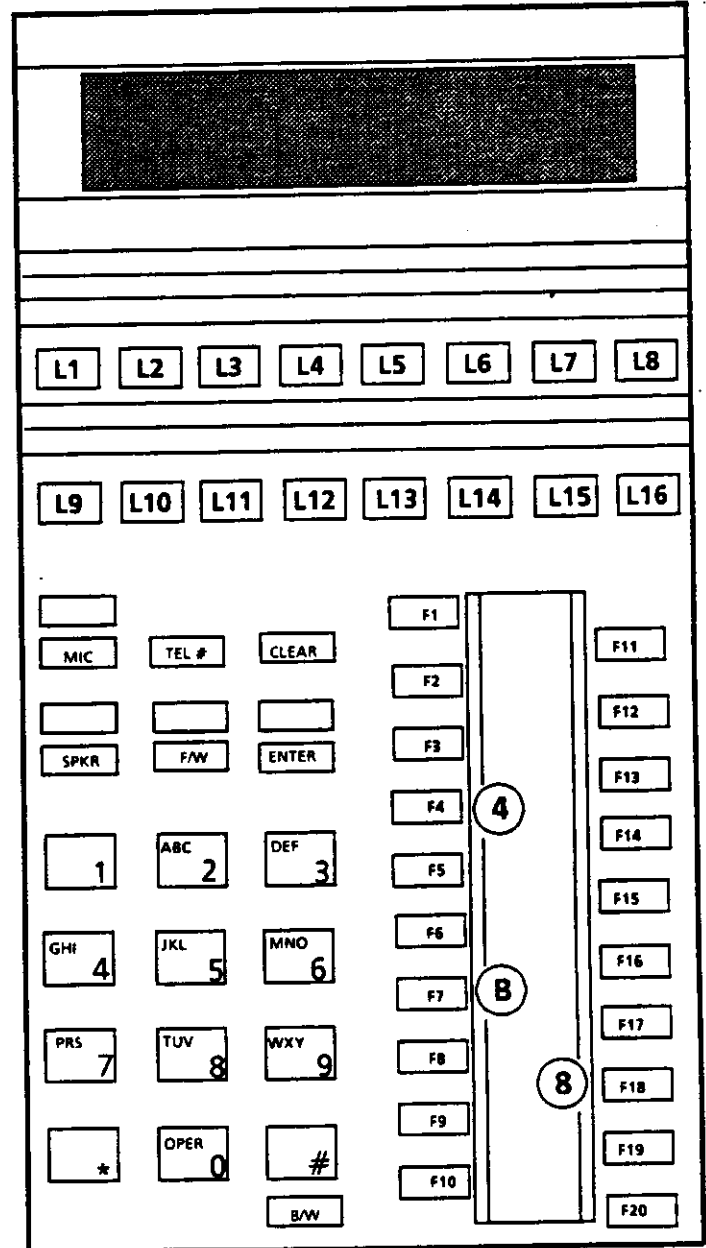 L1 L2 L3 L4 L5 L6 L7 L8
L9 L10 L11 L12 L13 L14 L15 L16
F1
MIC TEL # CLEAR F11
F2
F12
SPKR F/W ENTER F3
F13
F4 4
F14
1 ABC 2 DEF 3 F5
F15
GHI 4 JKL 5 MNO 6 F6
F16
F7 B
F17
PRS 7 TUV 8 WXY 9 F8
8 F18
F9
F19
* OPER 0 # F10
B/W F20